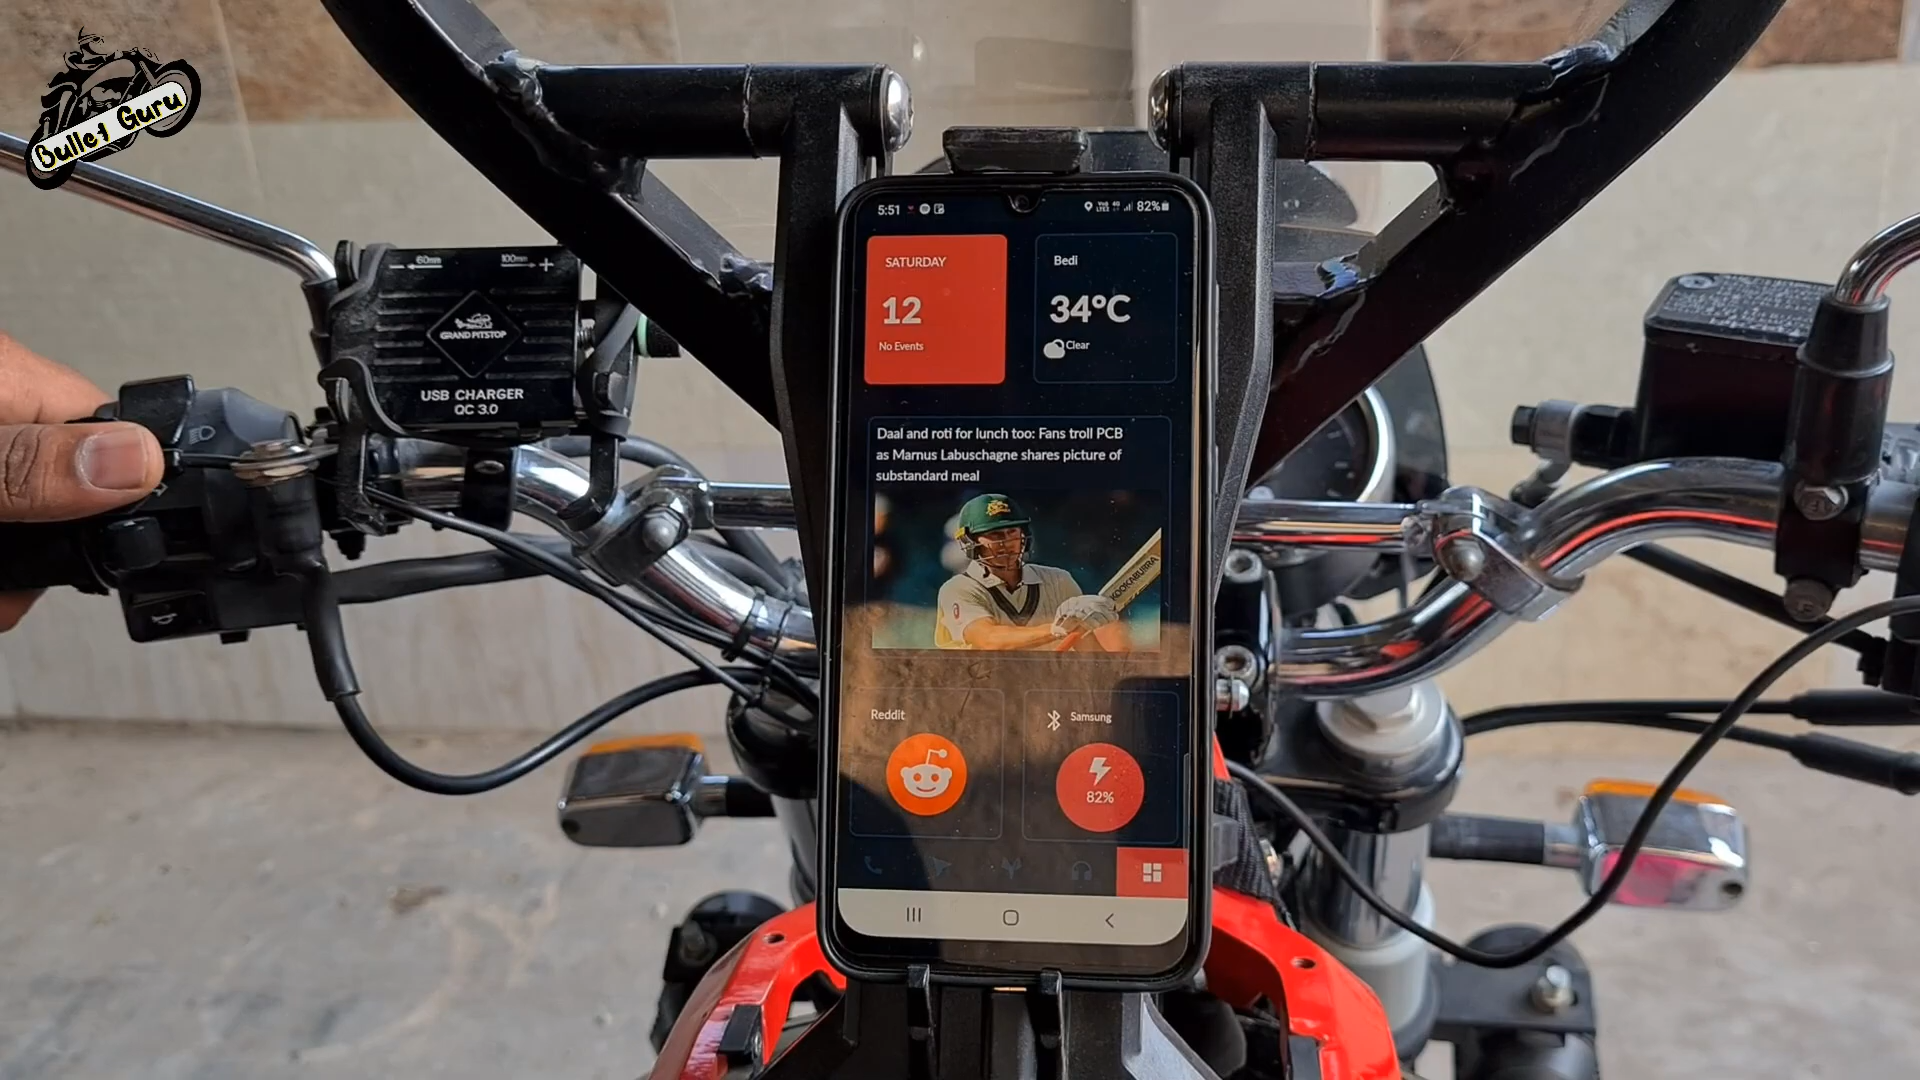 Bullet Guru
60mm
100mm
GRAND PITSTOP
USB CHARGER
QC 3.0
5:51
82%
SATURDAY
12
No Events
Bedi
34°C
Clear
Daal and roti for lunch too: Fans troll PCB
as Marnus Labuschagne shares picture of
substandard meal
KOOKABURRA
Reddit
Samsung
82%